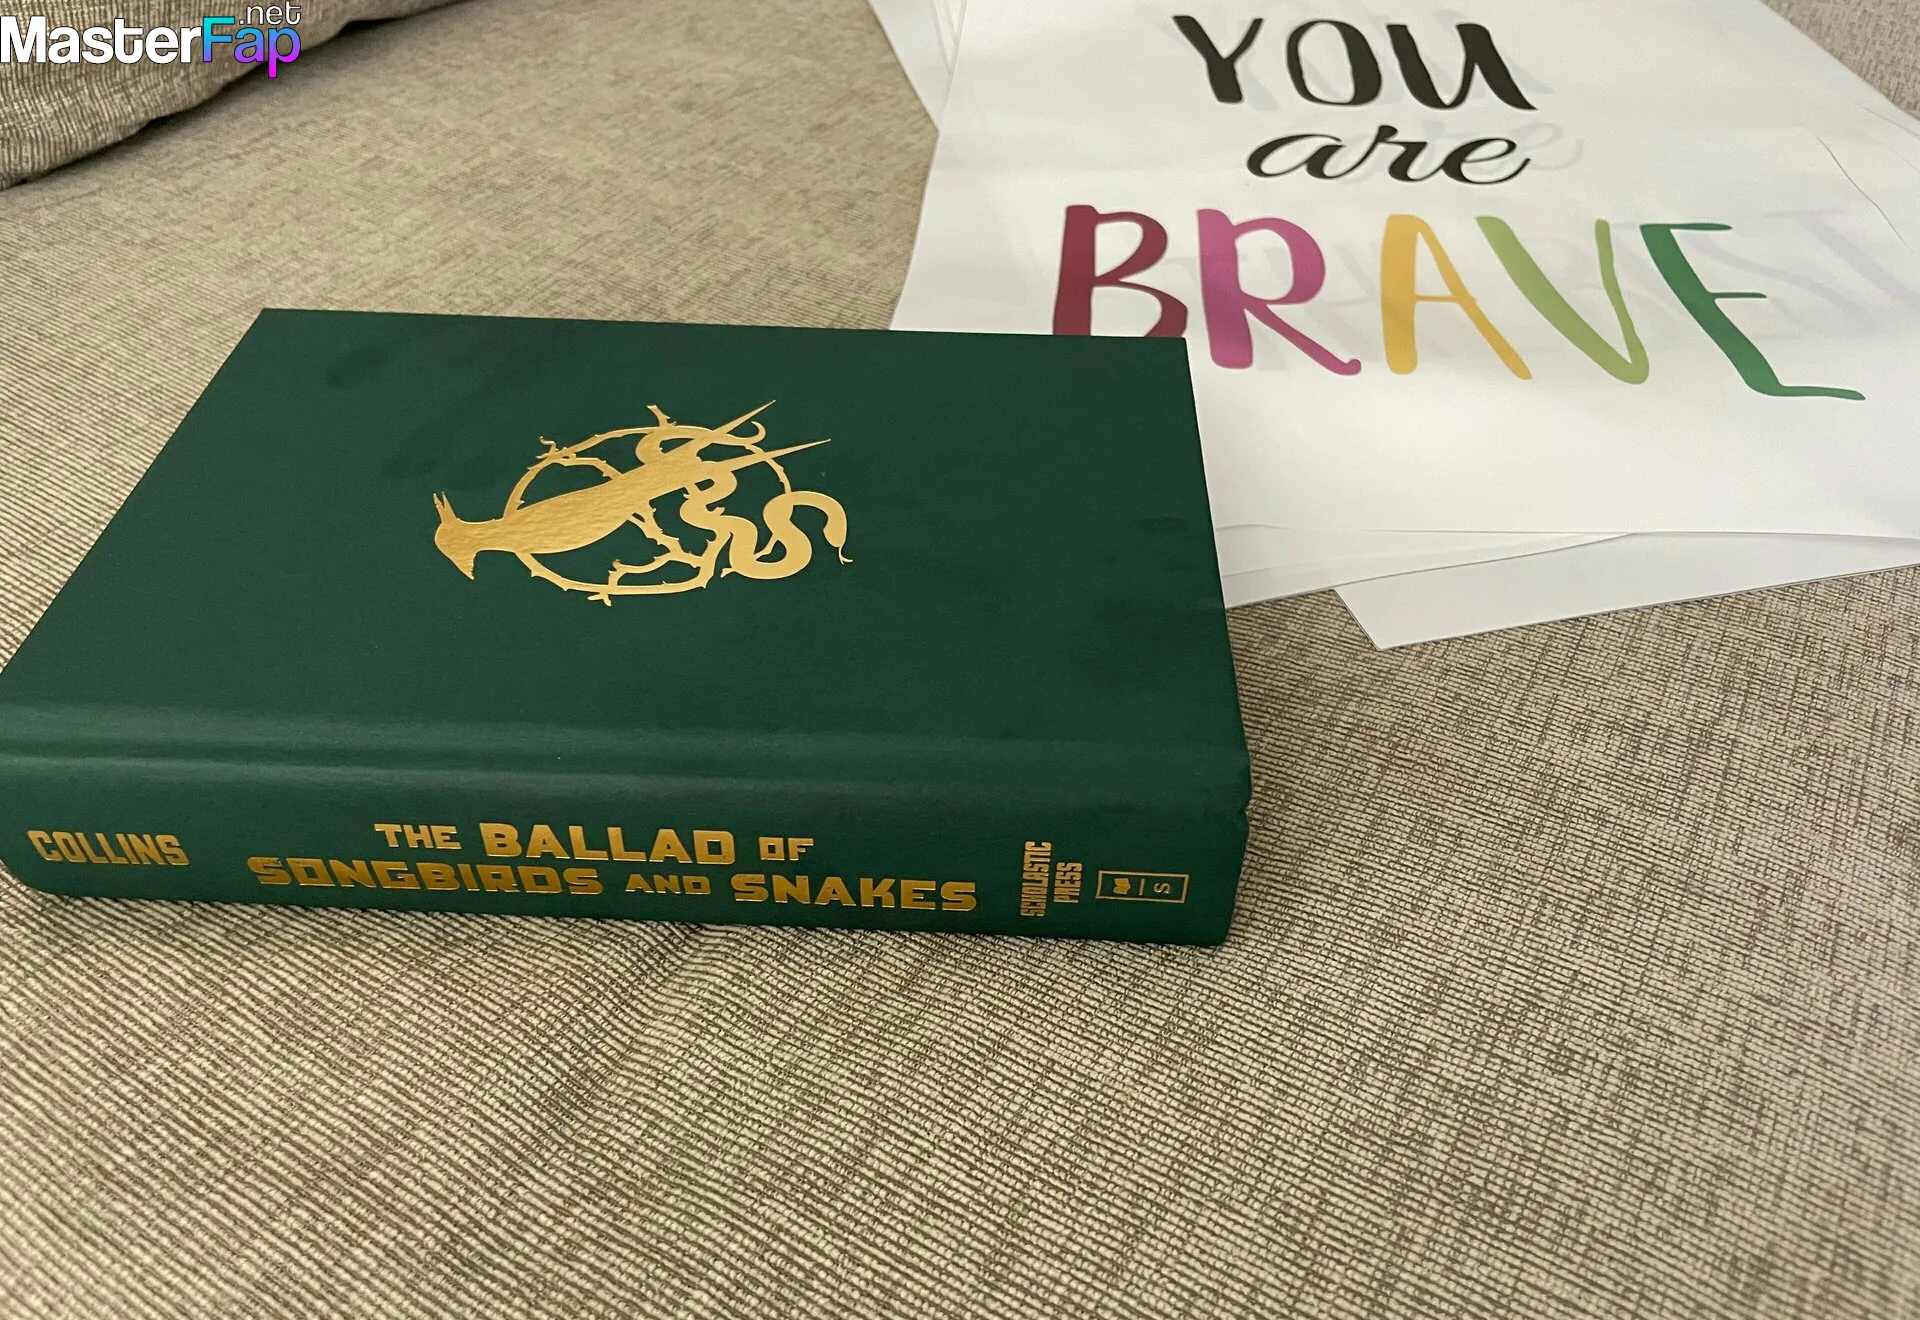 MasterFap.net
YOU
are
BRAVE
COLLINS
THE BALLAD OF
SONGBIRDS AND SNAKES
SCHOLASTIC
PRESS
S